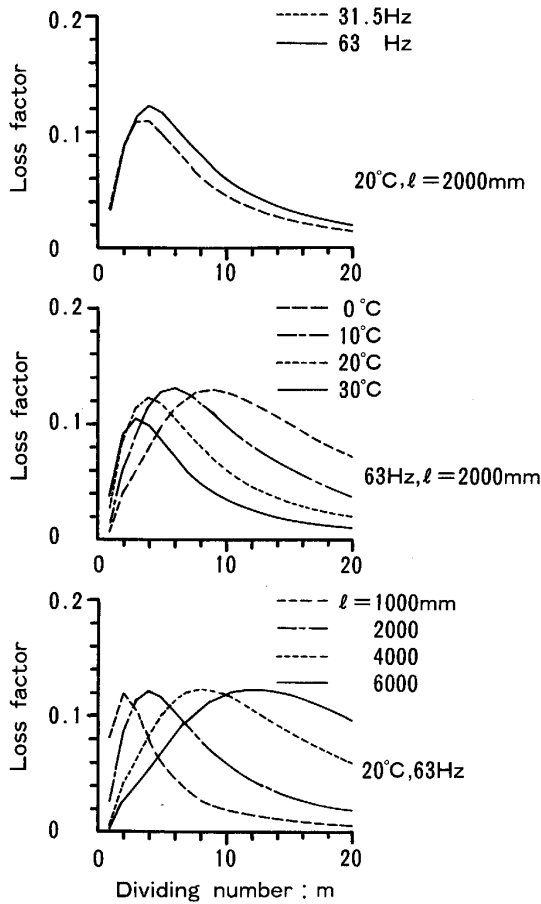 31.5Hz
63 Hz
0.2
0.1
0
Loss factor
20°C, ℓ = 2000mm
0 10 20
0°C
10°C
20°C
30°C
0.2
0.1
0
Loss factor
63Hz, ℓ = 2000mm
0 10 20
ℓ = 1000mm
2000
4000
6000
0.2
0.1
0
Loss factor
20°C, 63Hz
0 10 20
Dividing number : m